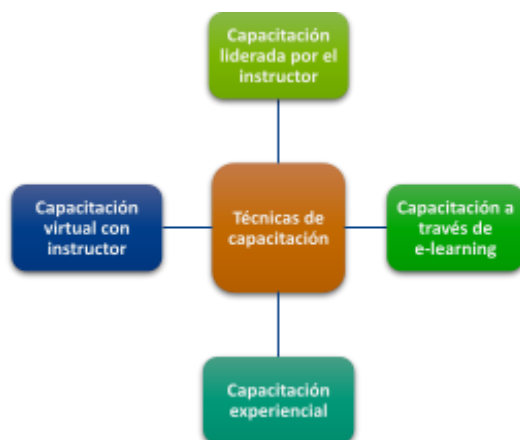 Capacitación
liderada por el
instructor
Capacitación
virtual con
instructor
Técnicas de
capacitación
Capacitación a
través de
e-learning
Capacitación
experiencial